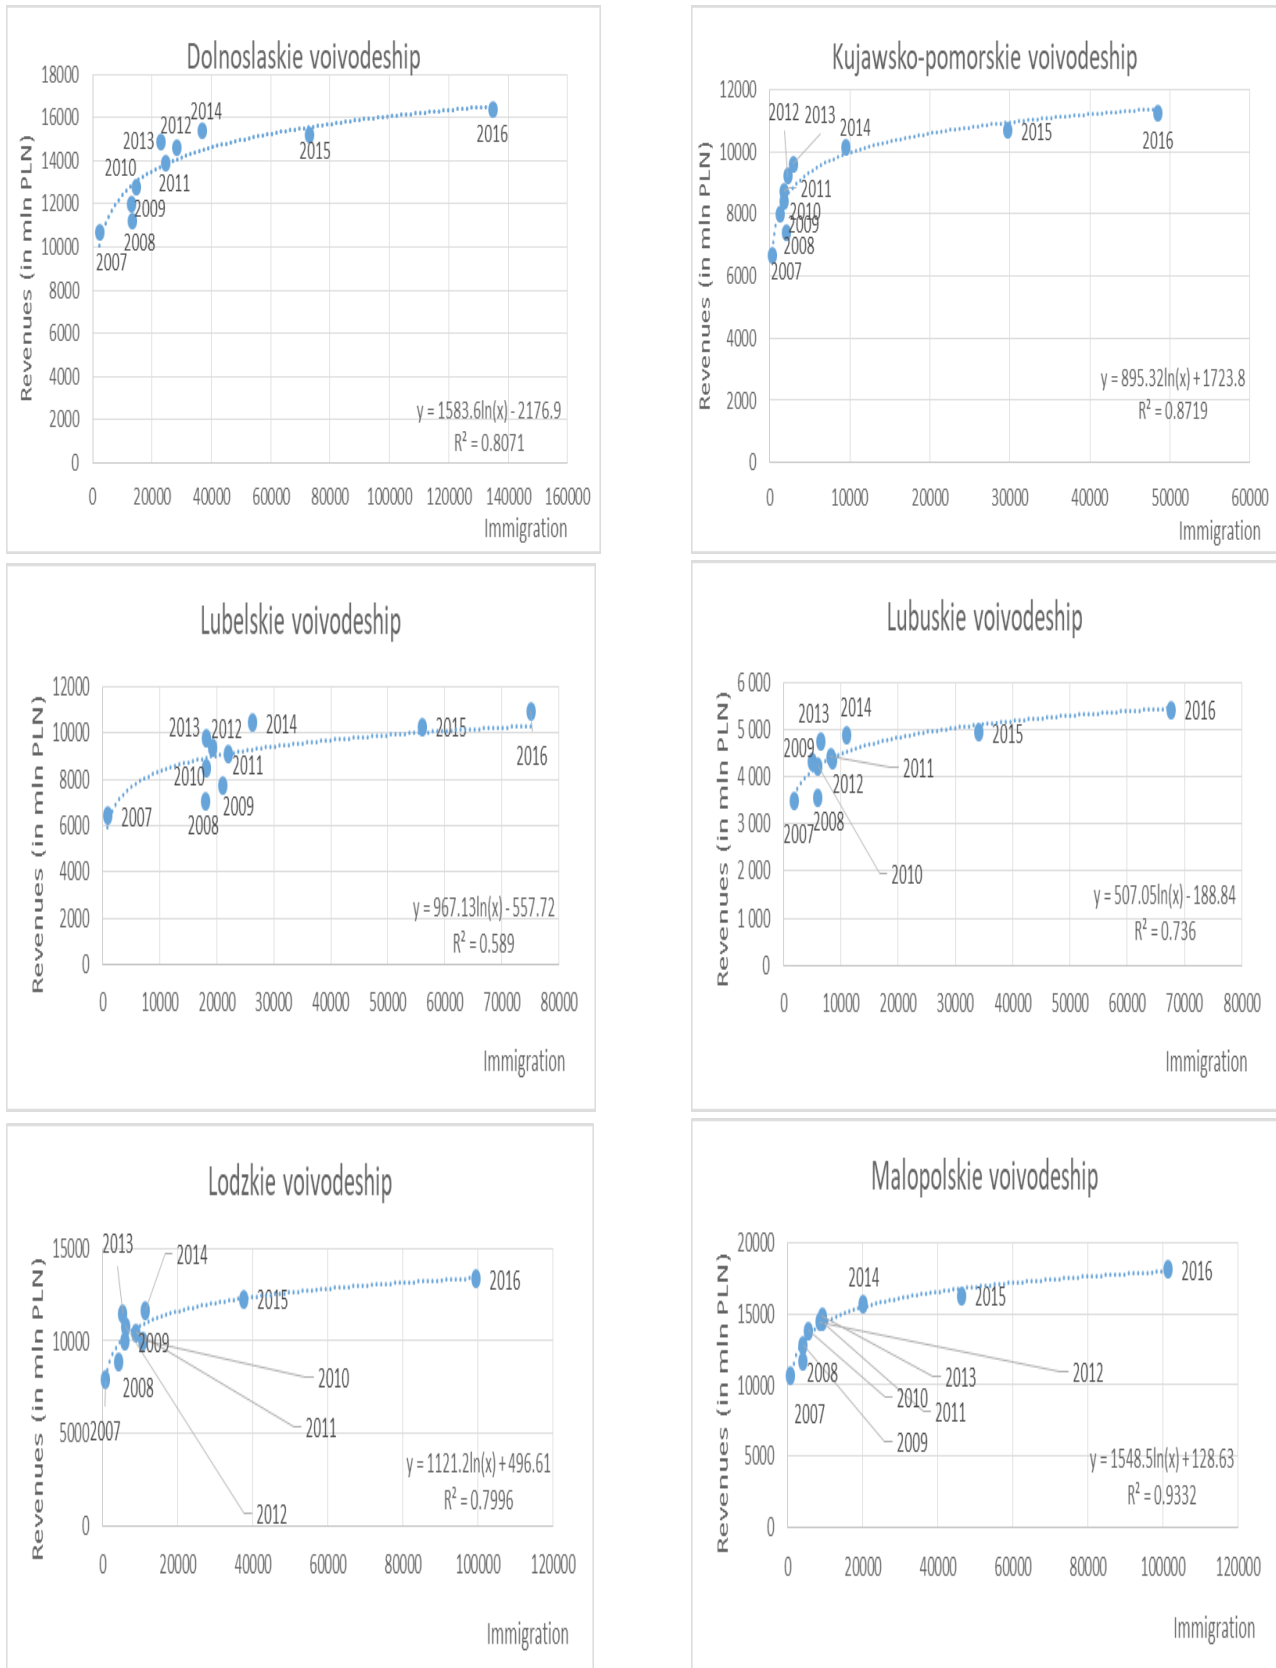 Dolnoslaskie voivodeship
Revenues (in mln PLN)
18000
16000
14000
12000
10000
8000
6000
4000
2000
0
2014
2013 2012
2010
2011
2009
2008
2007
2015
2016
y = 1583.6ln(x) - 2176.9
R² = 0.8071
0 20000 40000 60000 80000 100000 120000 140000 160000
Immigration
Kujawsko-pomorskie voivodeship
Revenues (in mln PLN)
12000
10000
8000
6000
4000
2000
0
2012 2013
2014
2011
2010
2009
2008
2007
2015
2016
y = 895.32ln(x) + 1723.8
R² = 0.8719
0 10000 20000 30000 40000 50000 60000
Immigration
Lubelskie voivodeship
Revenues (in mln PLN)
12000
10000
8000
6000
4000
2000
0
2013 2012 2014
2010 2011
2009
2008
2007
2015
2016
y = 967.13ln(x) - 557.72
R² = 0.589
0 10000 20000 30000 40000 50000 60000 70000 80000
Immigration
Lubuskie voivodeship
Revenues (in mln PLN)
6 000
5 000
4 000
3 000
2 000
1 000
0
2013 2014
2009
2011
2012
2007 2008
2010
2015
2016
y = 507.05ln(x) - 188.84
R² = 0.736
0 10000 20000 30000 40000 50000 60000 70000 80000
Immigration
Lodzkie voivodeship
Revenues (in mln PLN)
15000
10000
5000
0
2013
2014
2009
2008
2007
2010
2011
2012
2015
2016
y = 1121.2ln(x) + 496.61
R² = 0.7996
0 20000 40000 60000 80000 100000 120000
Immigration
Malopolskie voivodeship
Revenues (in mln PLN)
20000
15000
10000
5000
0
2014
2015
2016
2008
2013
2012
2010
2011
2007
2009
y = 1548.5ln(x) + 128.63
R² = 0.9332
0 20000 40000 60000 80000 100000 120000
Immigration